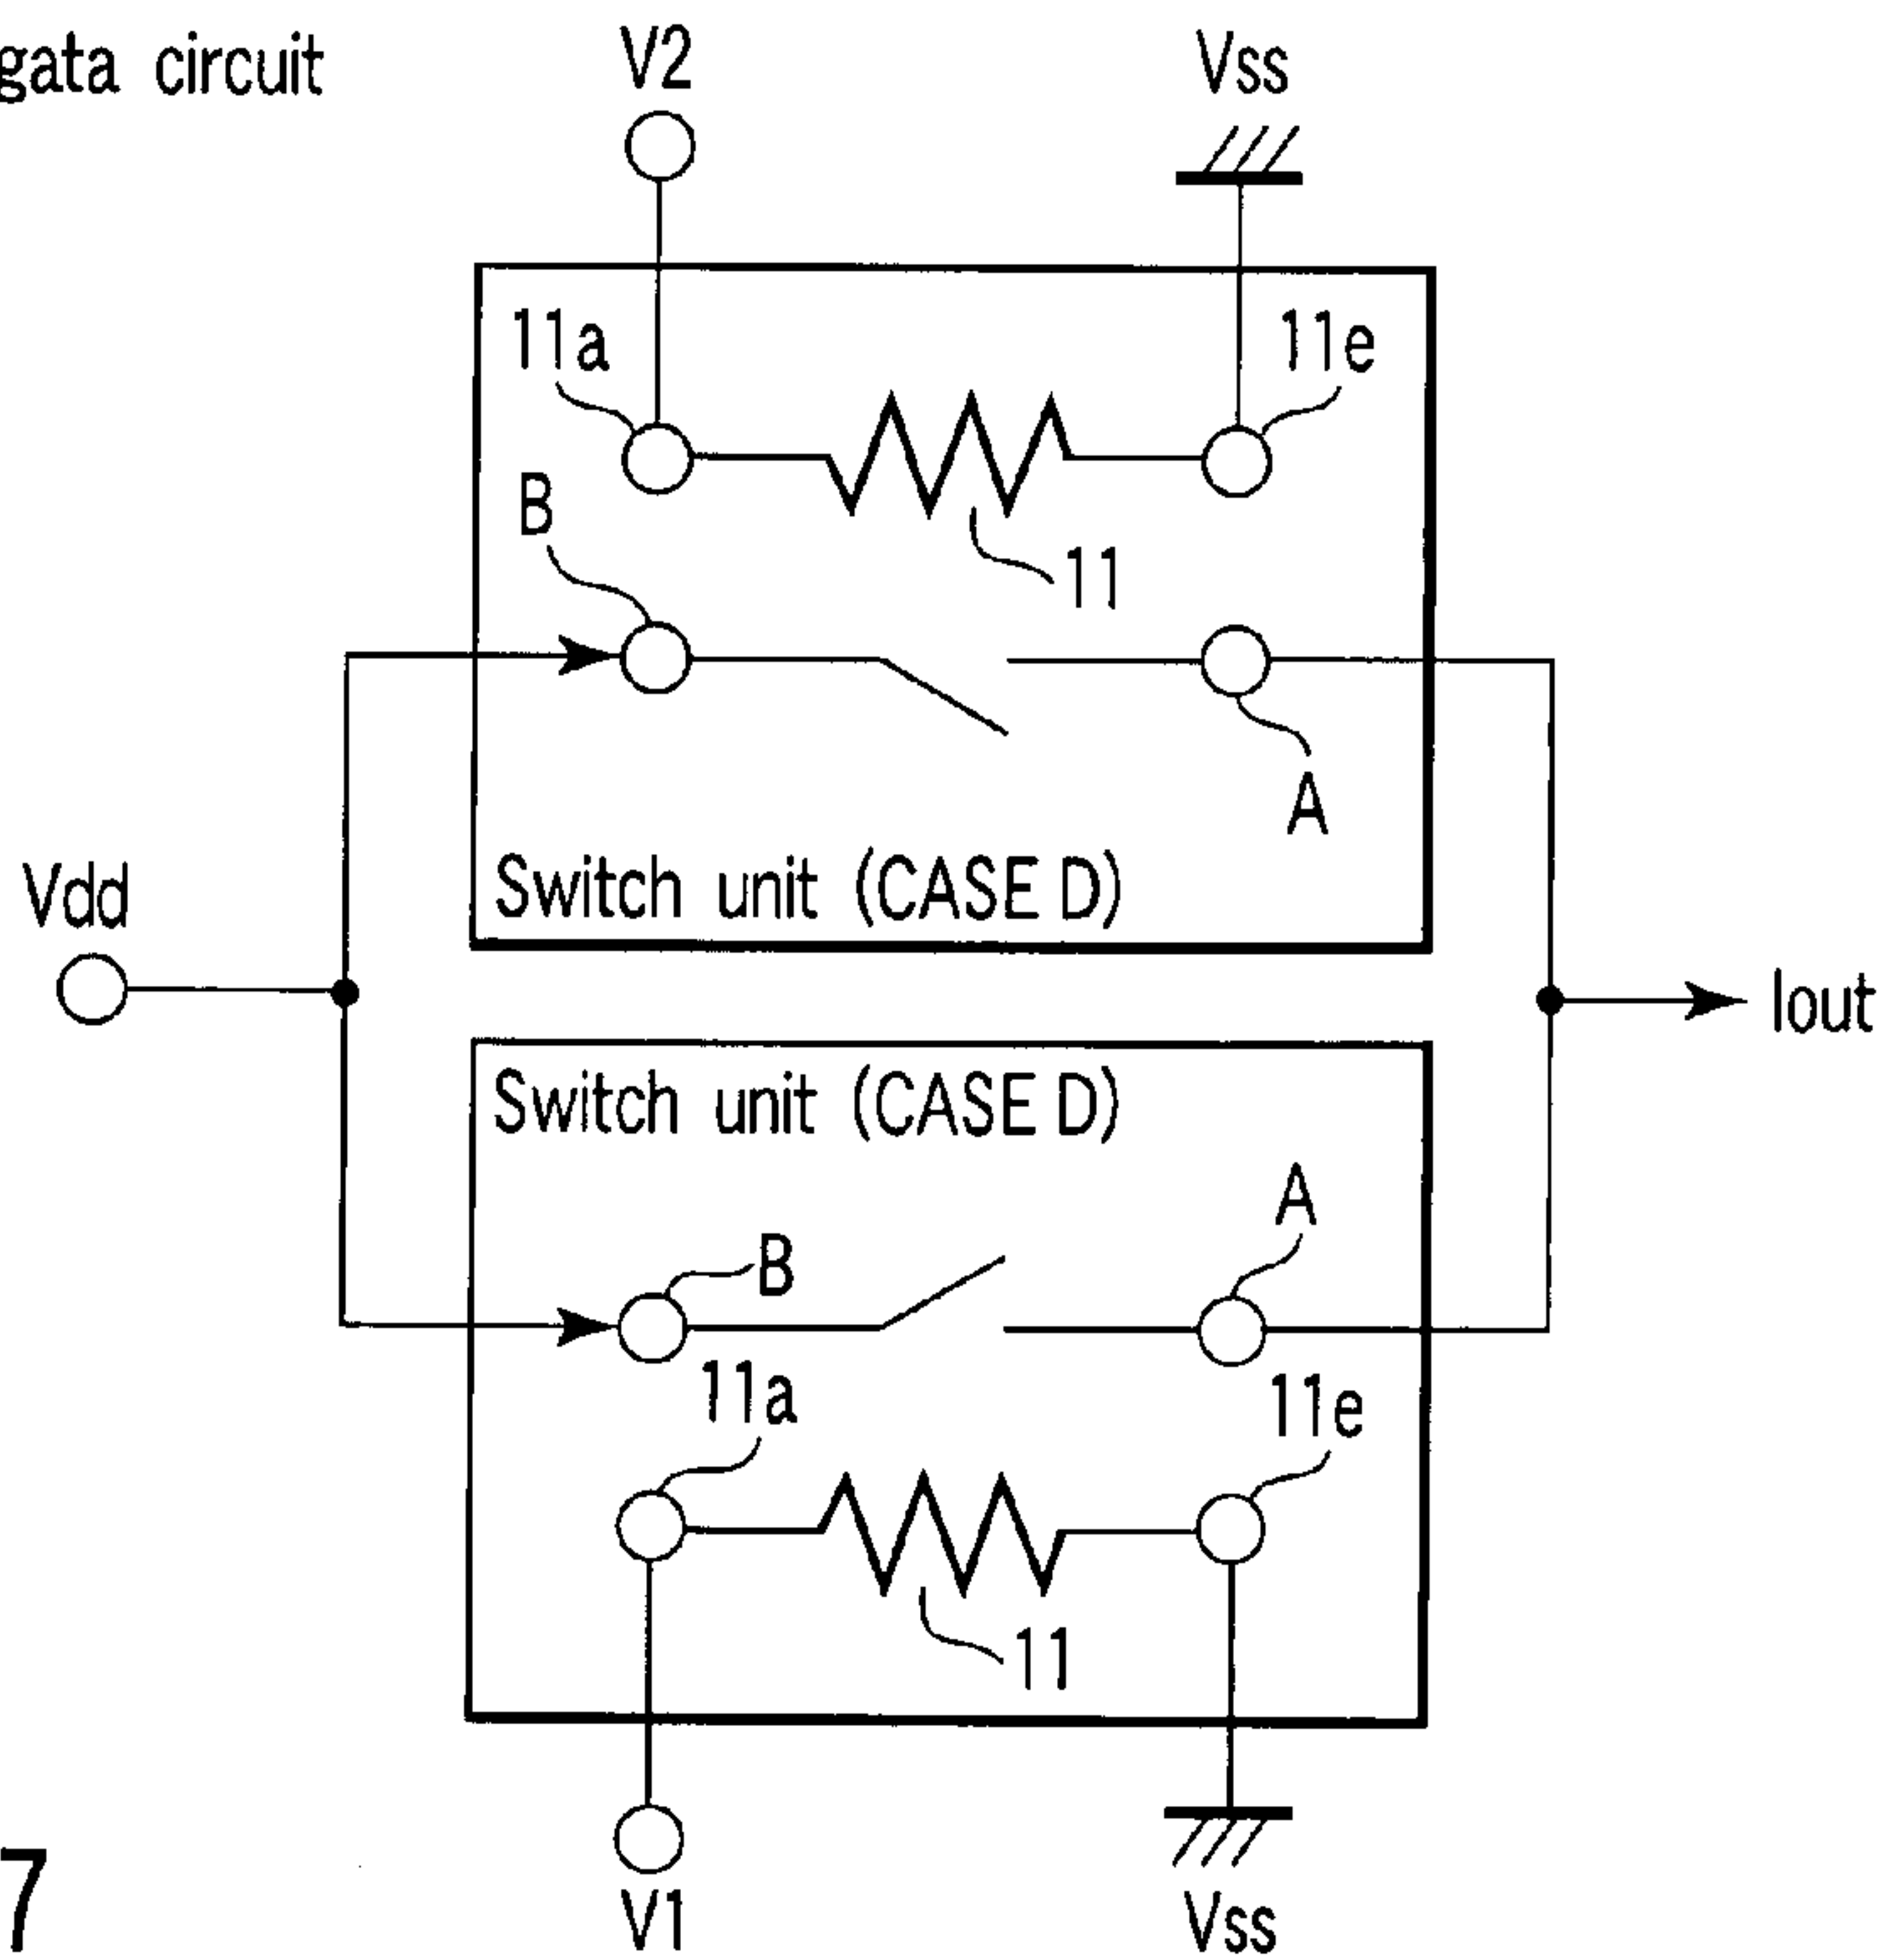 gata circuit
V2
Vss
11a
11e
B
11
A
Switch unit (CASE D)
Vdd
Iout
Switch unit (CASE D)
A
B
11a
11e
11
V1
Vss
7